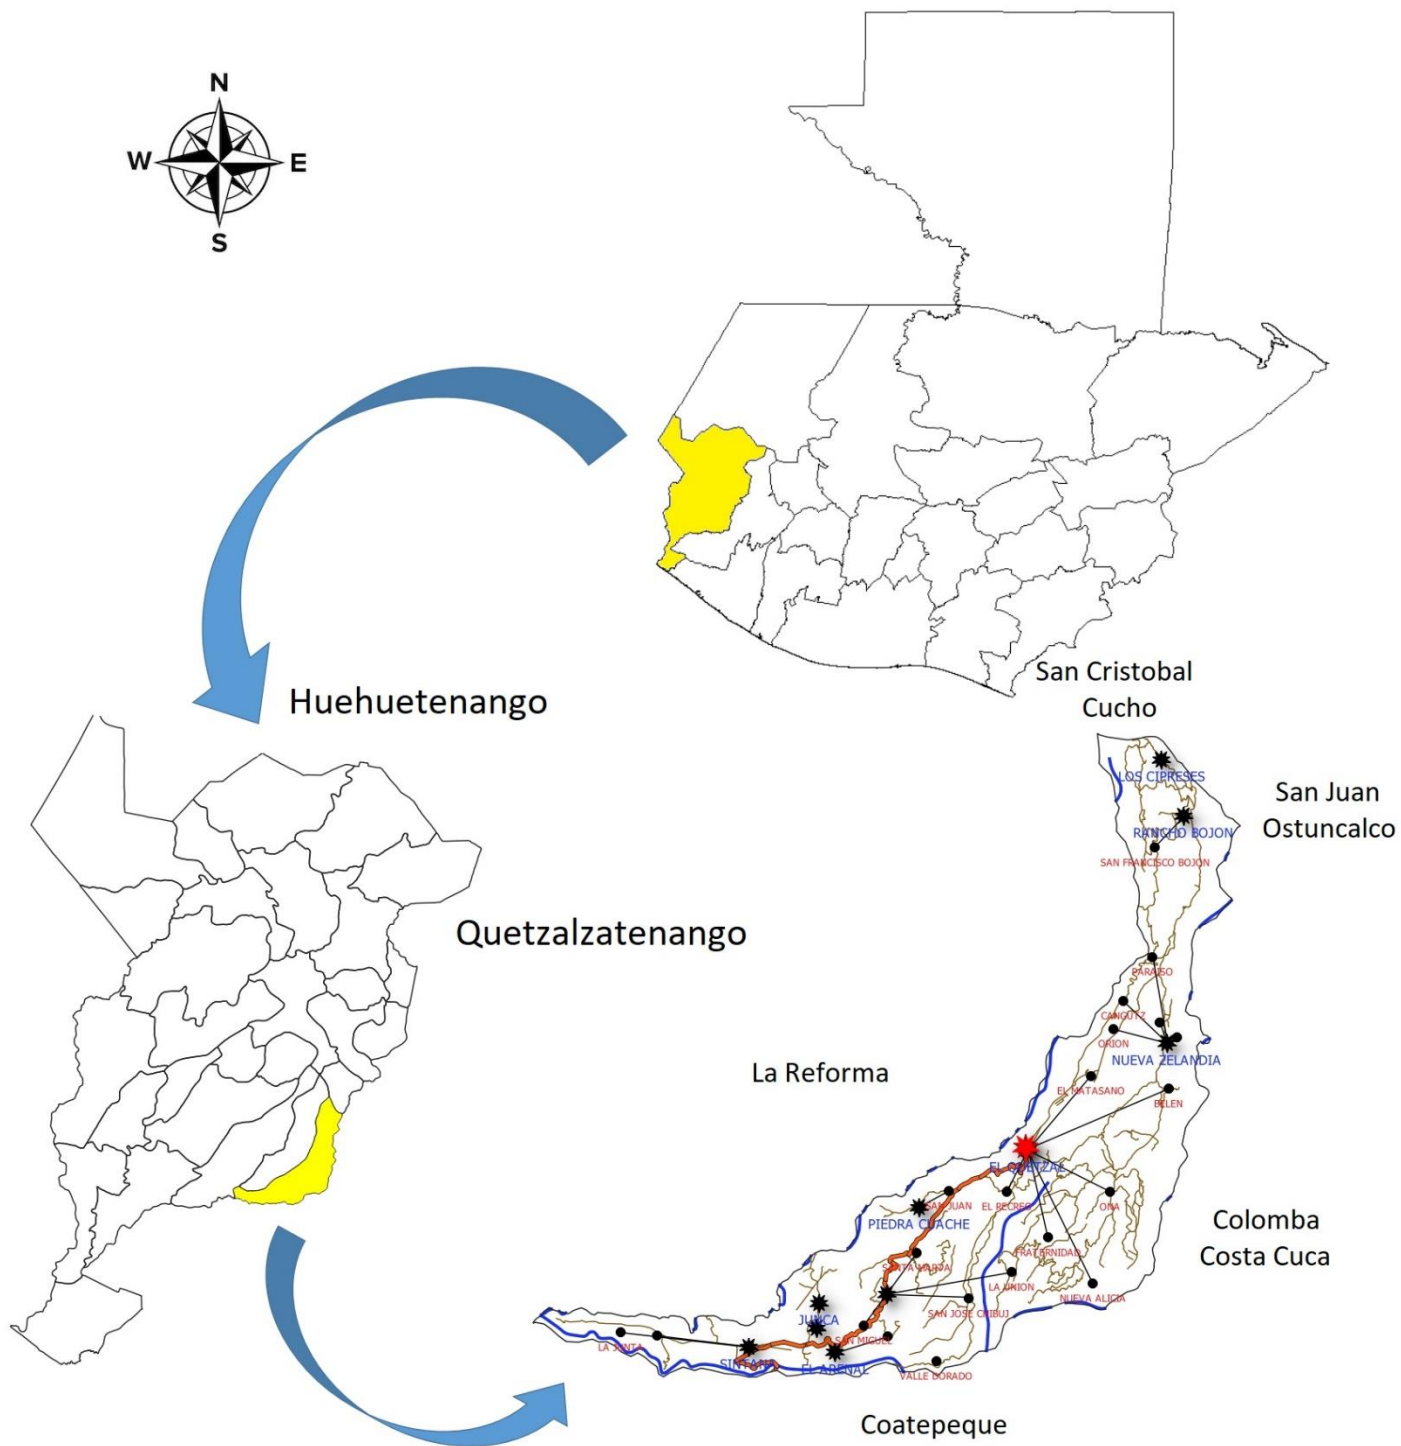 N
W
E
S
San Cristobal
Cucho
Huehuetenango
LOS CIPRESES
San Juan
Ostuncalco
RANCHO BOJON
SAN FRANCISCO BOJON
Quetzalzatenango
PARAISO
CANGUTZ
ORION
NUEVA ZELANDIA
La Reforma
EL MATASANO
BELEN
EL QUETZAL
SAN JUAN
EL RECREO
ONA
PIEDRA CUACHE
Colomba
Costa Cuca
FRATERNIDAD
SANTA MARTA
LA UNION
NUEVA ALICIA
SAN JOSE CHIBUJ
JUNCA
SAN MIGUEL
LA JUNTA
SINTANA
EL ARENAL
VALLE DORADO
Coatepeque